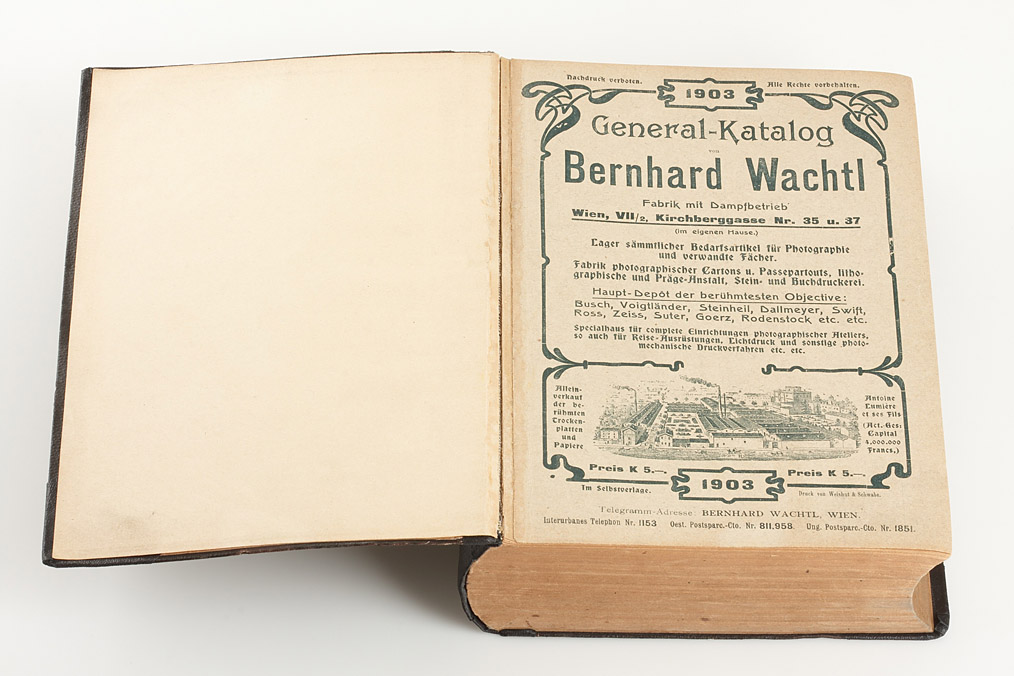 Nachdruck verboten.
1903
Alle Rechte vorbehalten.
General-Katalog
von
Bernhard Wachtl
Fabrik mit Dampfbetrieb
Wien, VII/2, Kirchberggasse Nr. 35 u. 37
(im eigenen Hause.)
Lager sämmtlicher Bedarfsartikel für Photographie
und verwandte Fächer.
Fabrik photographischer Cartons u. Passepartouts, litho-
graphische und Präge-Anstalt, Stein- und Buchdruckerei.
Haupt-Depôt der berühmtesten Objective:
Busch, Voigtländer, Steinheil, Dallmeyer, Swift,
Ross, Zeiss, Suter, Goerz, Rodenstock etc. etc.
Specialhaus für complete Einrichtungen photographischer Ateliers,
so auch für Reise-Ausrüstungen, Lichtdruck und sonstige photo-
mechanische Druckverfahren etc. etc.
Allein-
verkauf
der be-
rühmten
Trocken-
platten
und
Papiere
Antoine
Lumière
et ses Fils
(Act.-Ges:
Capital
4,000.000
Francs.)
Preis K 5.—.
1903
Preis K 5.—.
Im Selbstverlage.
Druck von Weishut & Schwabe.
Telegramm-Adresse: BERNHARD WACHTL, WIEN.
Interurbanes Telephon Nr. 1153 Oest. Postsparc.-Cto. Nr. 811.958. Ung. Postsparc.-Cto. Nr. 1851.